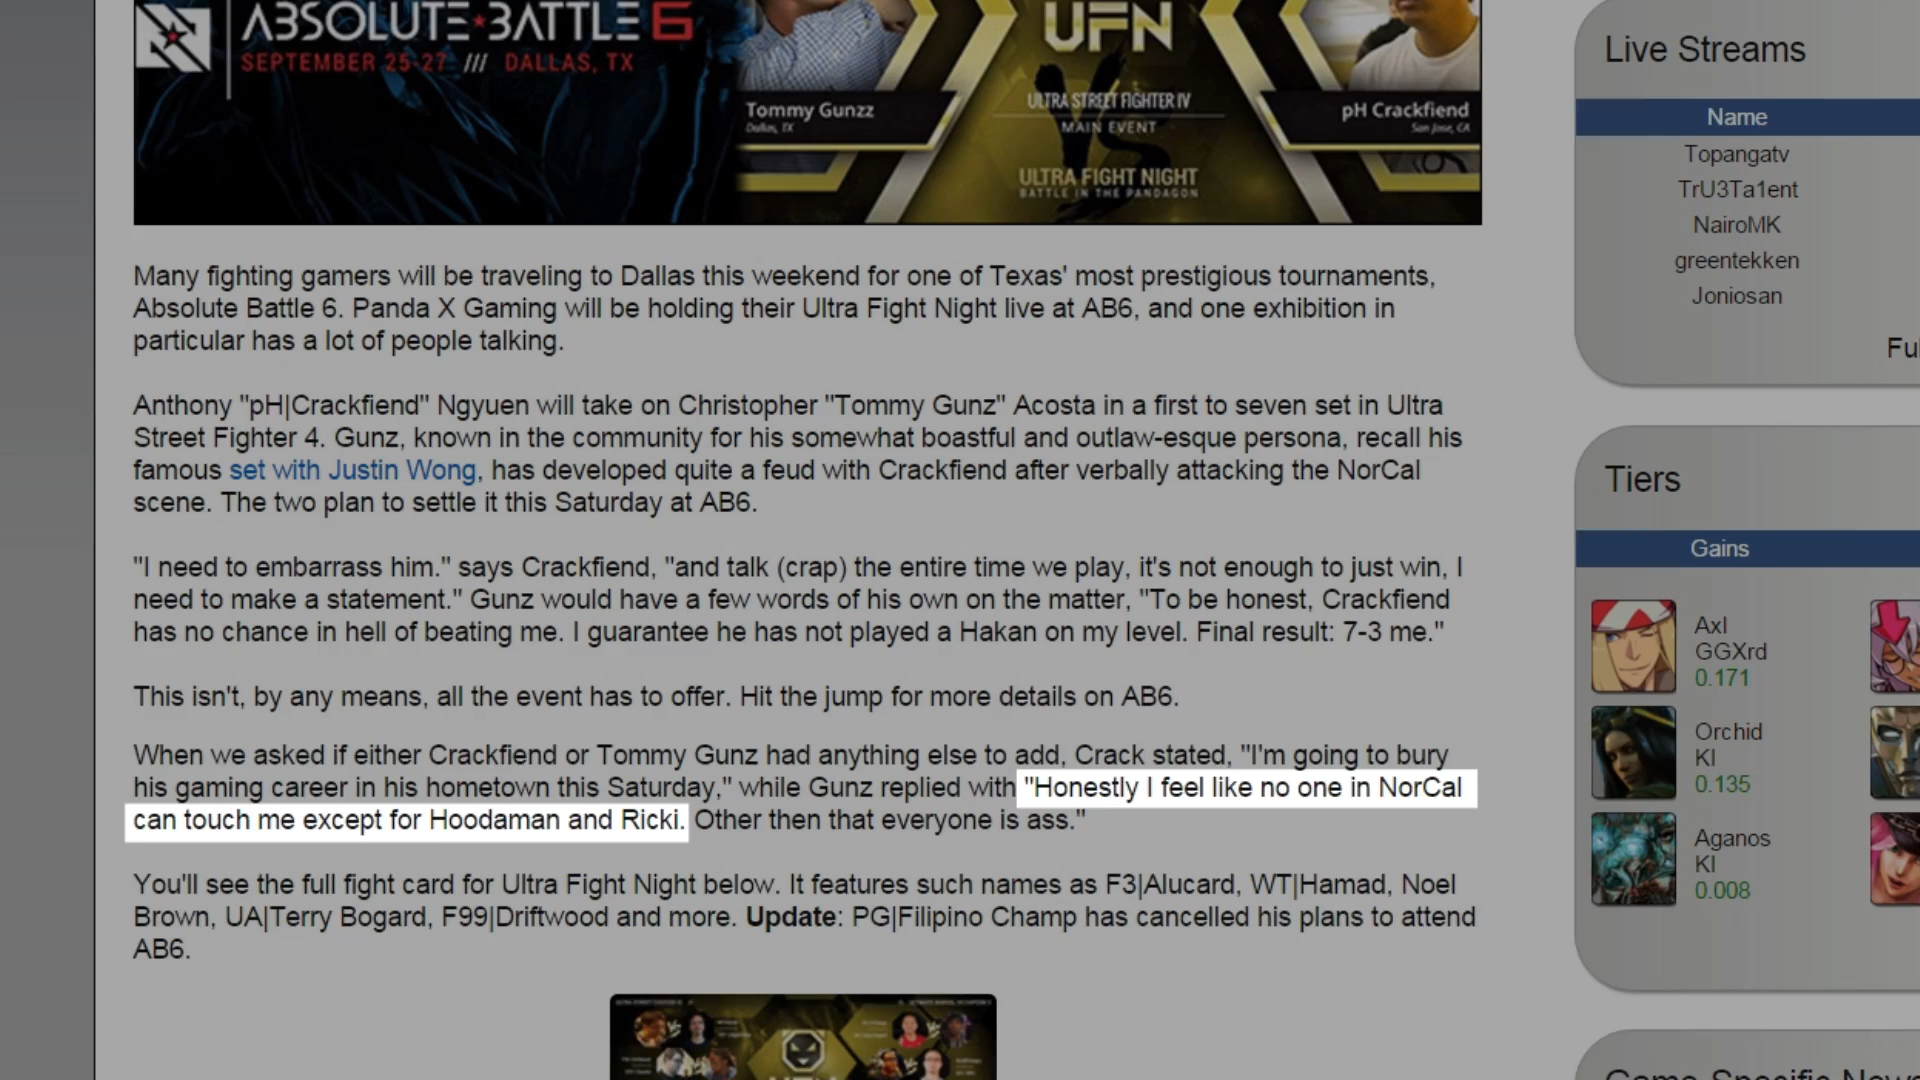 ABSOLUTE★BATTLE 6
SEPTEMBER 25-27 /// DALLAS, TX
UFN
VS
Tommy Gunzz
Dallas, TX
ULTRA STREET FIGHTER IV
MAIN EVENT
pH Crackfiend
San Jose, CA
ULTRA FIGHT NIGHT
BATTLE IN THE PANDAGON
Many fighting gamers will be traveling to Dallas this weekend for one of Texas' most prestigious tournaments,
Absolute Battle 6. Panda X Gaming will be holding their Ultra Fight Night live at AB6, and one exhibition in
particular has a lot of people talking.
Anthony "pH|Crackfiend" Ngyuen will take on Christopher "Tommy Gunz" Acosta in a first to seven set in Ultra
Street Fighter 4. Gunz, known in the community for his somewhat boastful and outlaw-esque persona, recall his
famous set with Justin Wong, has developed quite a feud with Crackfiend after verbally attacking the NorCal
scene. The two plan to settle it this Saturday at AB6.
"I need to embarrass him." says Crackfiend, "and talk (crap) the entire time we play, it's not enough to just win, I
need to make a statement." Gunz would have a few words of his own on the matter, "To be honest, Crackfiend
has no chance in hell of beating me. I guarantee he has not played a Hakan on my level. Final result: 7-3 me."
This isn't, by any means, all the event has to offer. Hit the jump for more details on AB6.
When we asked if either Crackfiend or Tommy Gunz had anything else to add, Crack stated, "I'm going to bury
his gaming career in his hometown this Saturday," while Gunz replied with "Honestly I feel like no one in NorCal
can touch me except for Hoodaman and Ricki. Other then that everyone is ass."
You'll see the full fight card for Ultra Fight Night below. It features such names as F3|Alucard, WT|Hamad, Noel
Brown, UA|Terry Bogard, F99|Driftwood and more. Update: PG|Filipino Champ has cancelled his plans to attend
AB6.
Live Streams
Name
Topangatv
TrU3Ta1ent
NairoMK
greentekken
Joniosan
Tiers
Gains
Axl
GGXrd
0.171
Orchid
KI
0.135
Aganos
KI
0.008